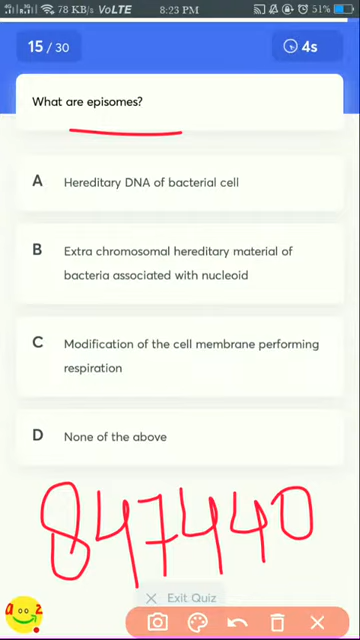 78 KB/s VoLTE 8:23 PM 51%
15 / 30 4s
What are episomes?
A Hereditary DNA of bacterial cell
B Extra chromosomal hereditary material of
bacteria associated with nucleoid
C Modification of the cell membrane performing
respiration
D None of the above
847440
× Exit Quiz
a z